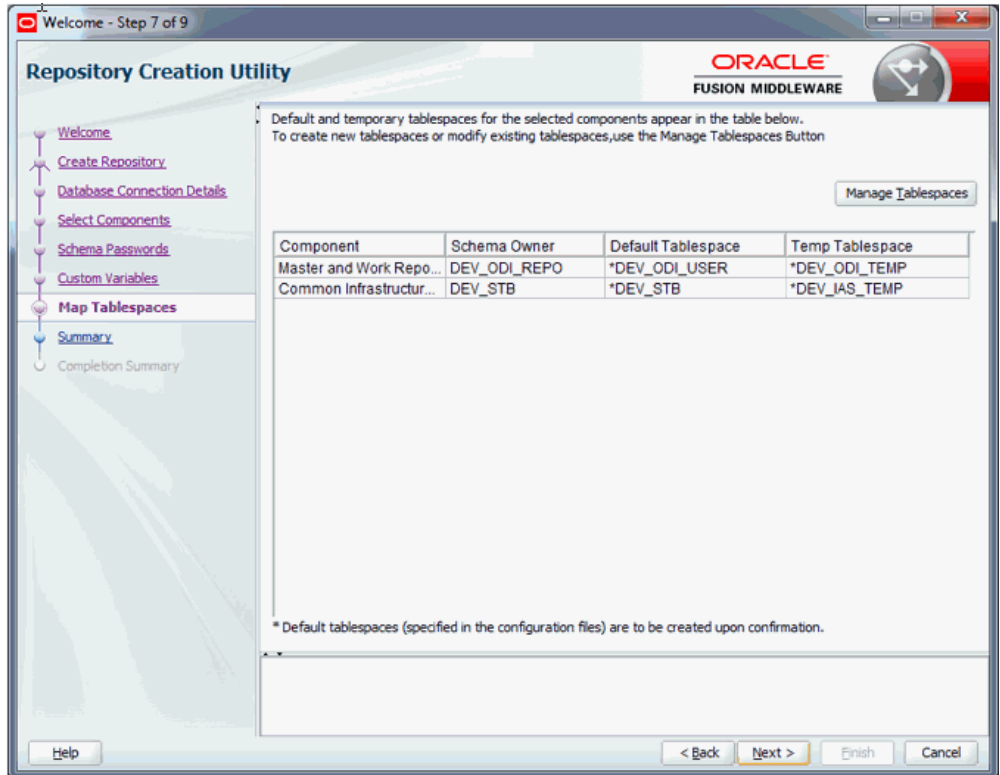 Welcome - Step 7 of 9
Repository Creation Utility
ORACLE
FUSION MIDDLEWARE
Welcome
Create Repository
Database Connection Details
Select Components
Schema Passwords
Custom Variables
Map Tablespaces
Summary
Completion Summary
Default and temporary tablespaces for the selected components appear in the table below.
To create new tablespaces or modify existing tablespaces,use the Manage Tablespaces Button
Manage Tablespaces
Component Schema Owner Default Tablespace Temp Tablespace
Master and Work Repo... DEV_ODI_REPO *DEV_ODI_USER *DEV_ODI_TEMP
Common Infrastructur... DEV_STB *DEV_STB *DEV_IAS_TEMP
* Default tablespaces (specified in the configuration files) are to be created upon confirmation.
Help
< Back Next > Finish Cancel